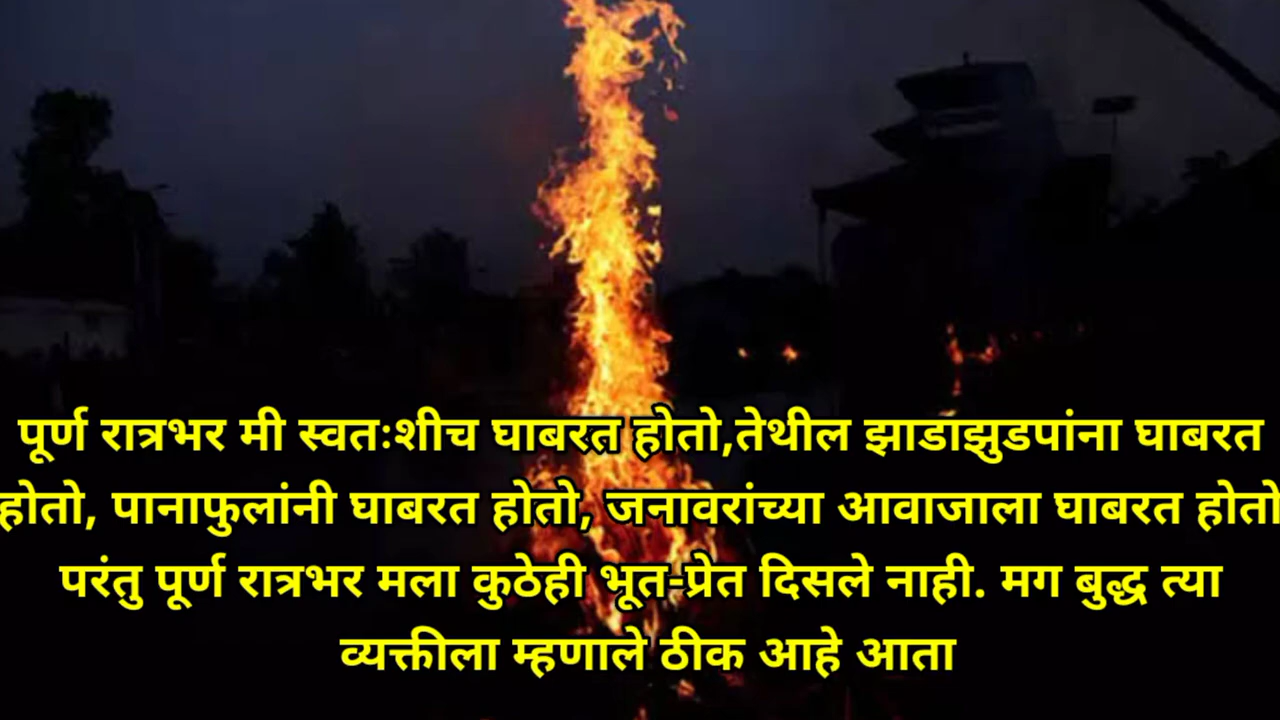 पूर्ण रात्रभर मी स्वतःशीच घाबरत होतो,तेथील झाडाझुडपांना घाबरत
होतो, पानाफुलांनी घाबरत होतो, जनावरांच्या आवाजाला घाबरत होतो
परंतु पूर्ण रात्रभर मला कुठेही भूत-प्रेत दिसले नाही. मग बुद्ध त्या
व्यक्तीला म्हणाले ठीक आहे आता